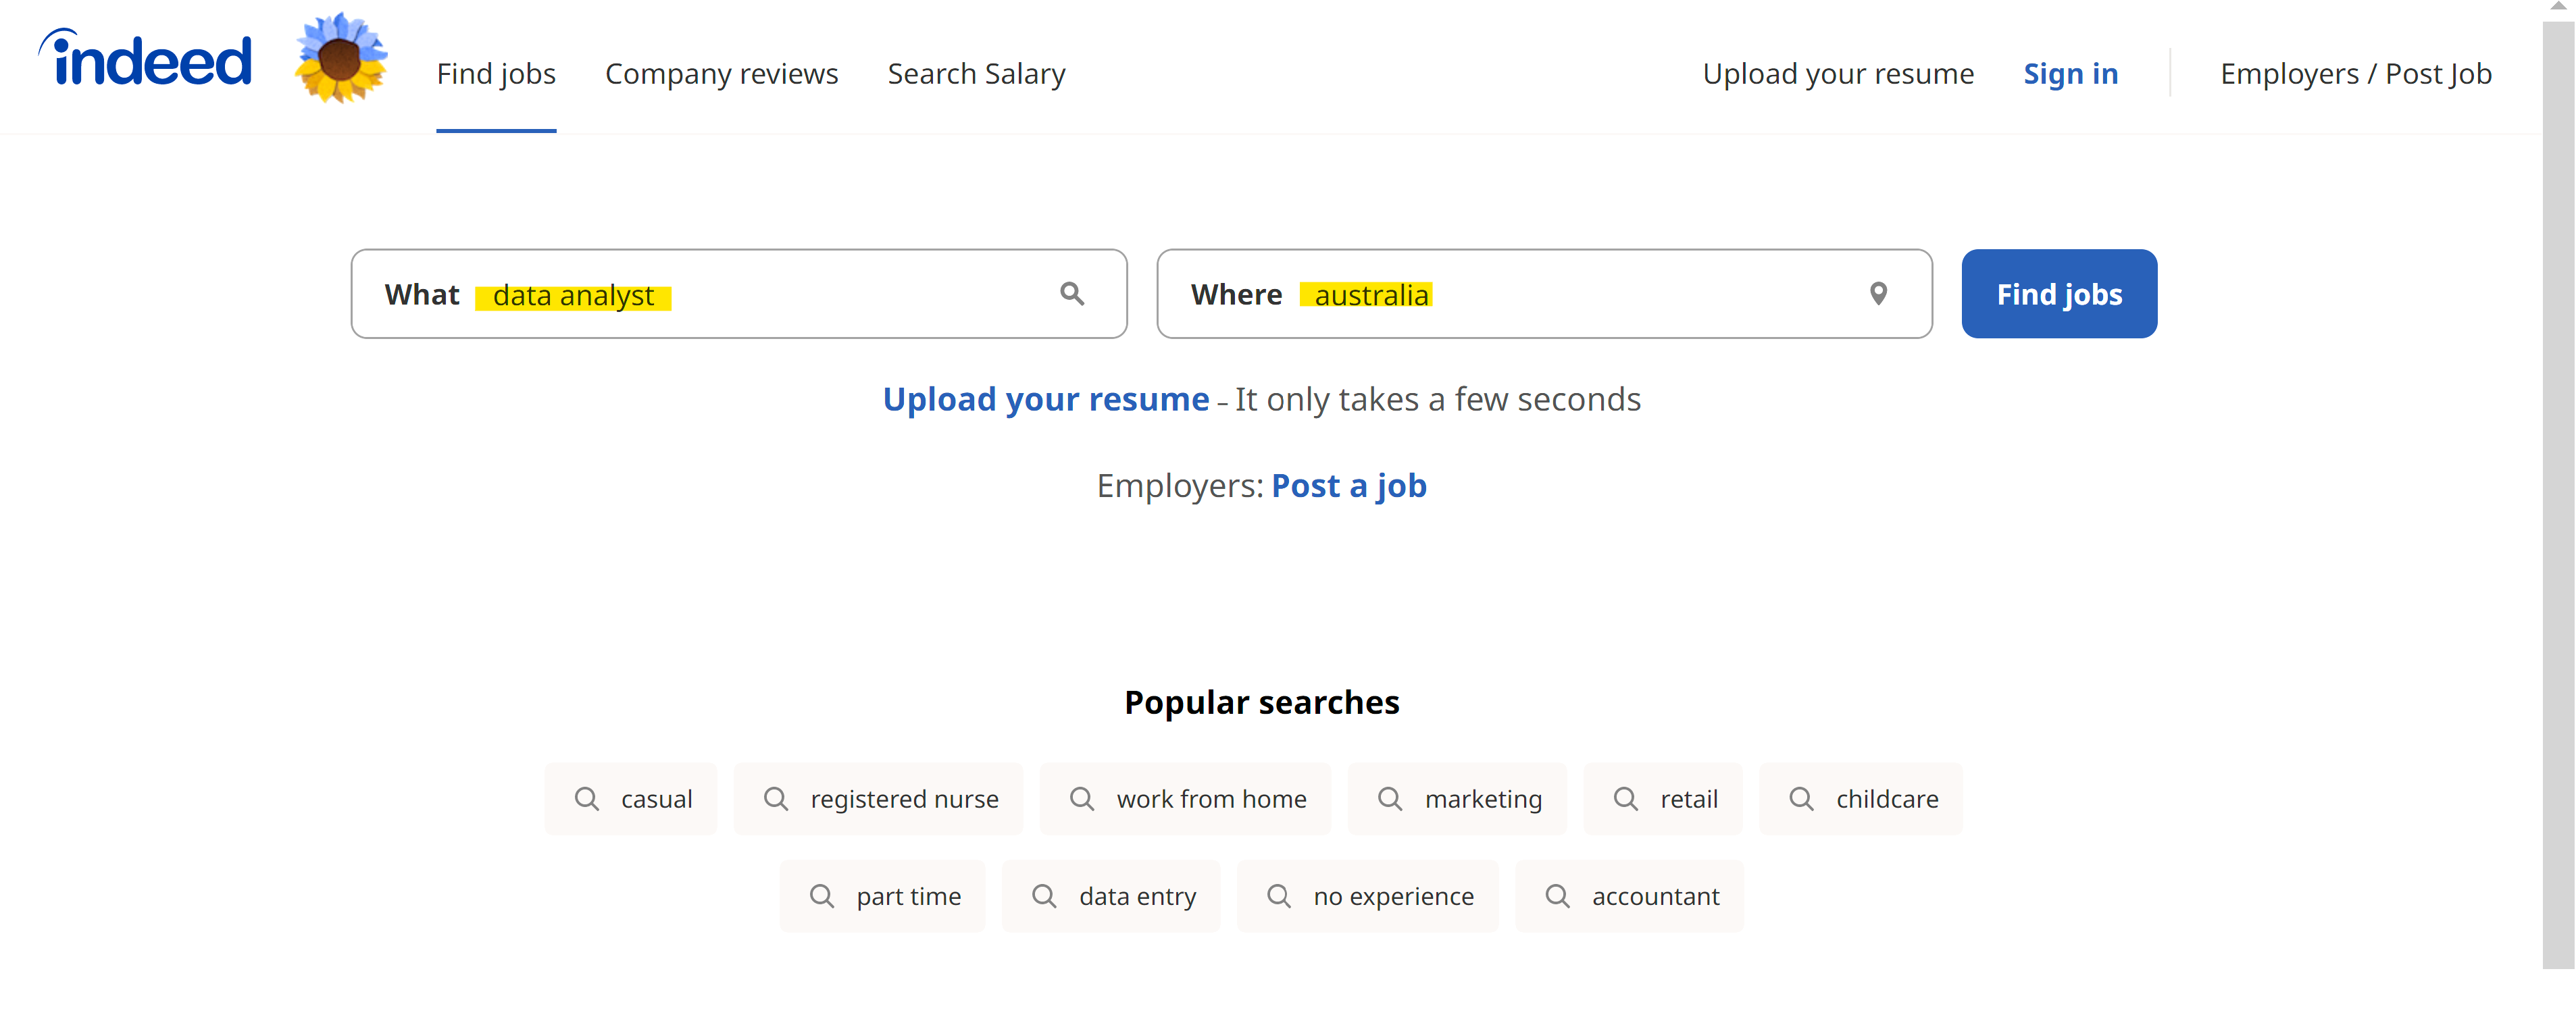 indeed Find jobs Company reviews Search Salary Upload your resume Sign in Employers / Post Job
What data analyst Where australia Find jobs
Upload your resume – It only takes a few seconds
Employers: Post a job
Popular searches
casual registered nurse work from home marketing retail childcare
part time data entry no experience accountant